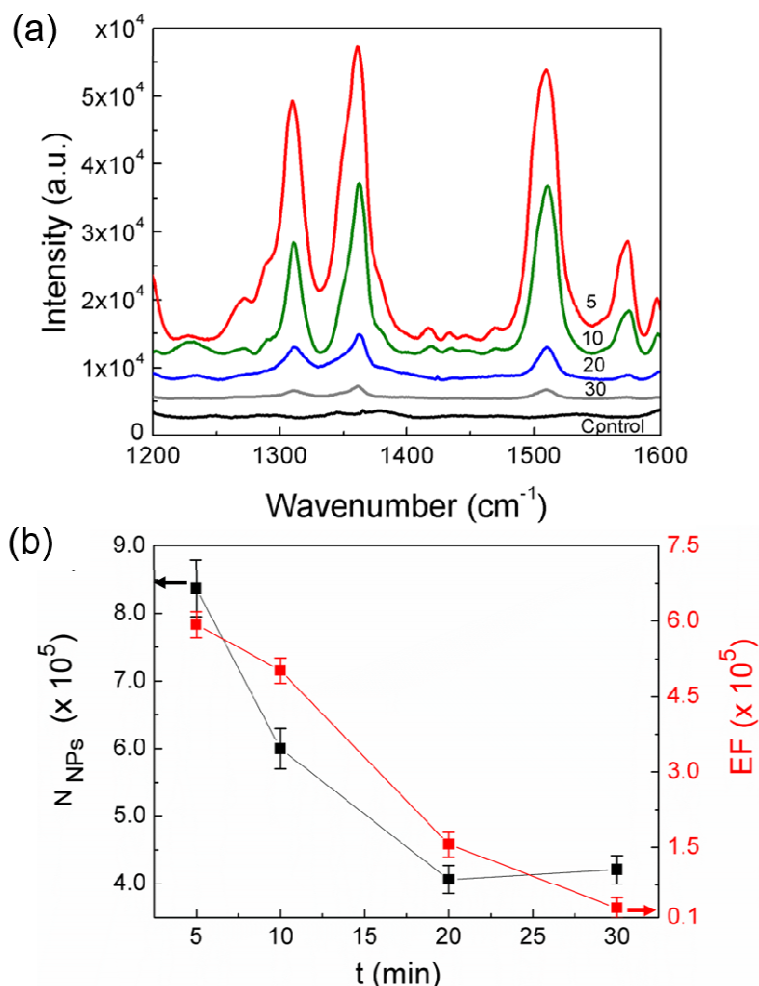 (a)
x10⁴
5x10⁴
4x10⁴
3x10⁴
2x10⁴
1x10⁴
0
Intensity (a.u.)
5
10
20
30
Control
1200 1300 1400 1500 1600
Wavenumber (cm⁻¹)
(b)
9.0
8.0
7.0
6.0
5.0
4.0
N NPs (x 10⁵)
7.5
6.0
4.5
3.0
1.5
0.1
EF (x 10⁵)
5 10 15 20 25 30
t (min)